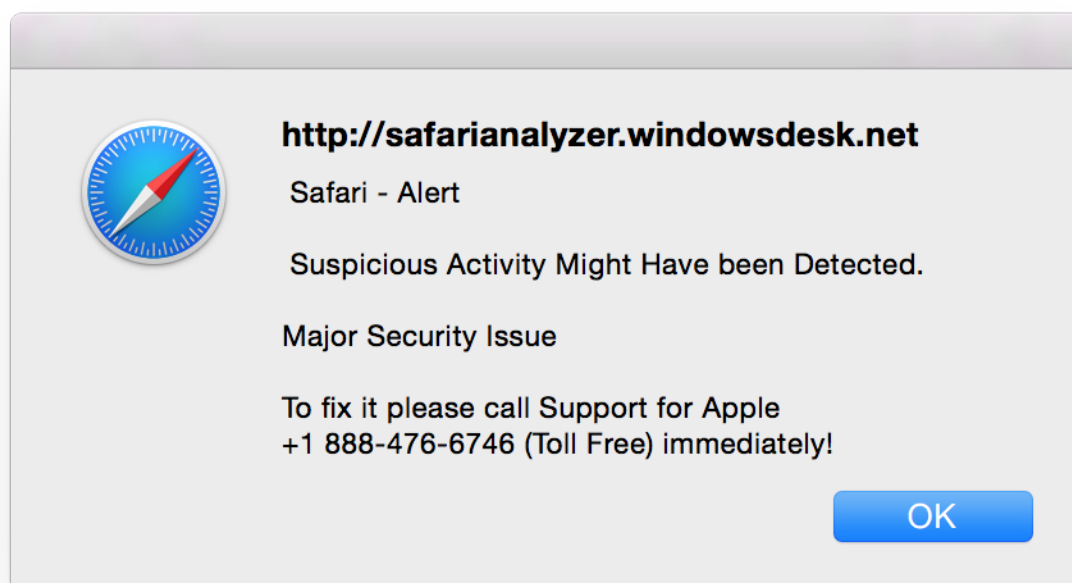 http://safarianalyzer.windowsdesk.net
Safari - Alert
Suspicious Activity Might Have been Detected.
Major Security Issue
To fix it please call Support for Apple
+1 888-476-6746 (Toll Free) immediately!
OK